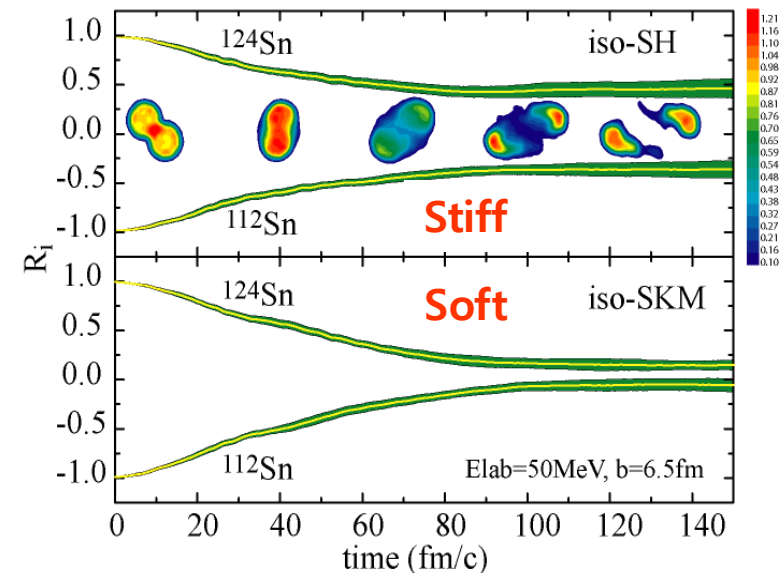 1.0
0.5
0.0
-0.5
-1.0
¹²⁴Sn
iso-SH
¹¹²Sn
Stiff
1.21
1.16
1.10
1.04
0.98
0.92
0.87
0.81
0.76
0.70
0.65
0.59
0.54
0.48
0.43
0.38
0.32
0.27
0.21
0.16
0.10
Rᵢ
1.0
0.5
0.0
-0.5
-1.0
¹²⁴Sn
Soft
iso-SKM
¹¹²Sn
Elab=50MeV, b=6.5fm
0 20 40 60 80 100 120 140
time (fm/c)